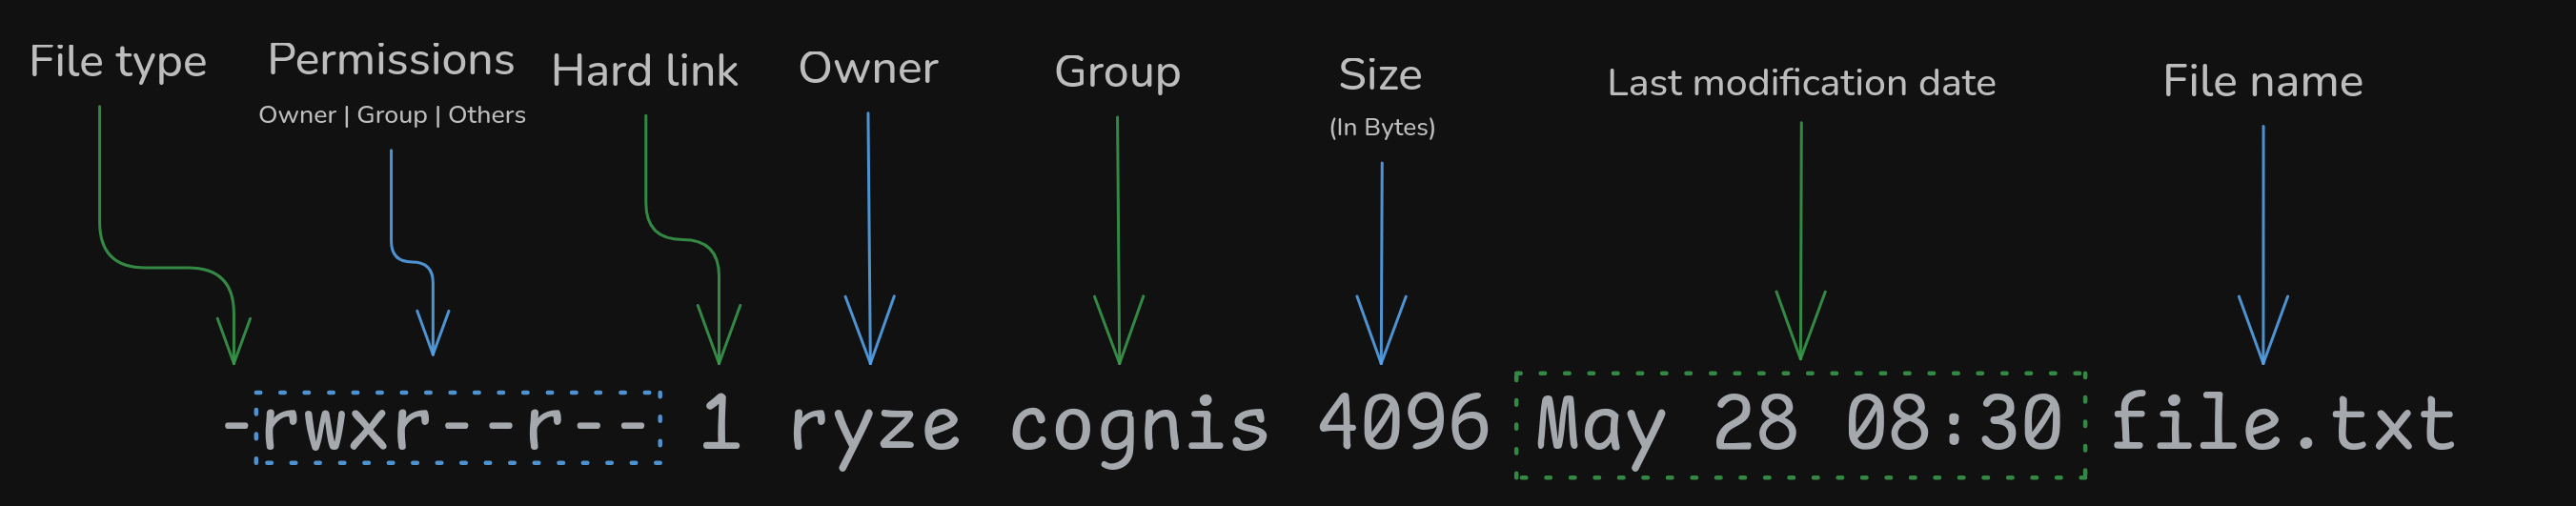 File type
Permissions
Owner | Group | Others
Hard link
Owner
Group
Size
(In Bytes)
Last modification date
File name
-rwxr--r-- 1 ryze cognis 4096 May 28 08:30 file.txt